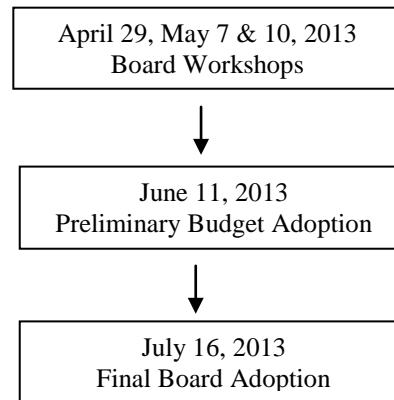 April 29, May 7 & 10, 2013
Board Workshops
June 11, 2013
Preliminary Budget Adoption
July 16, 2013
Final Board Adoption